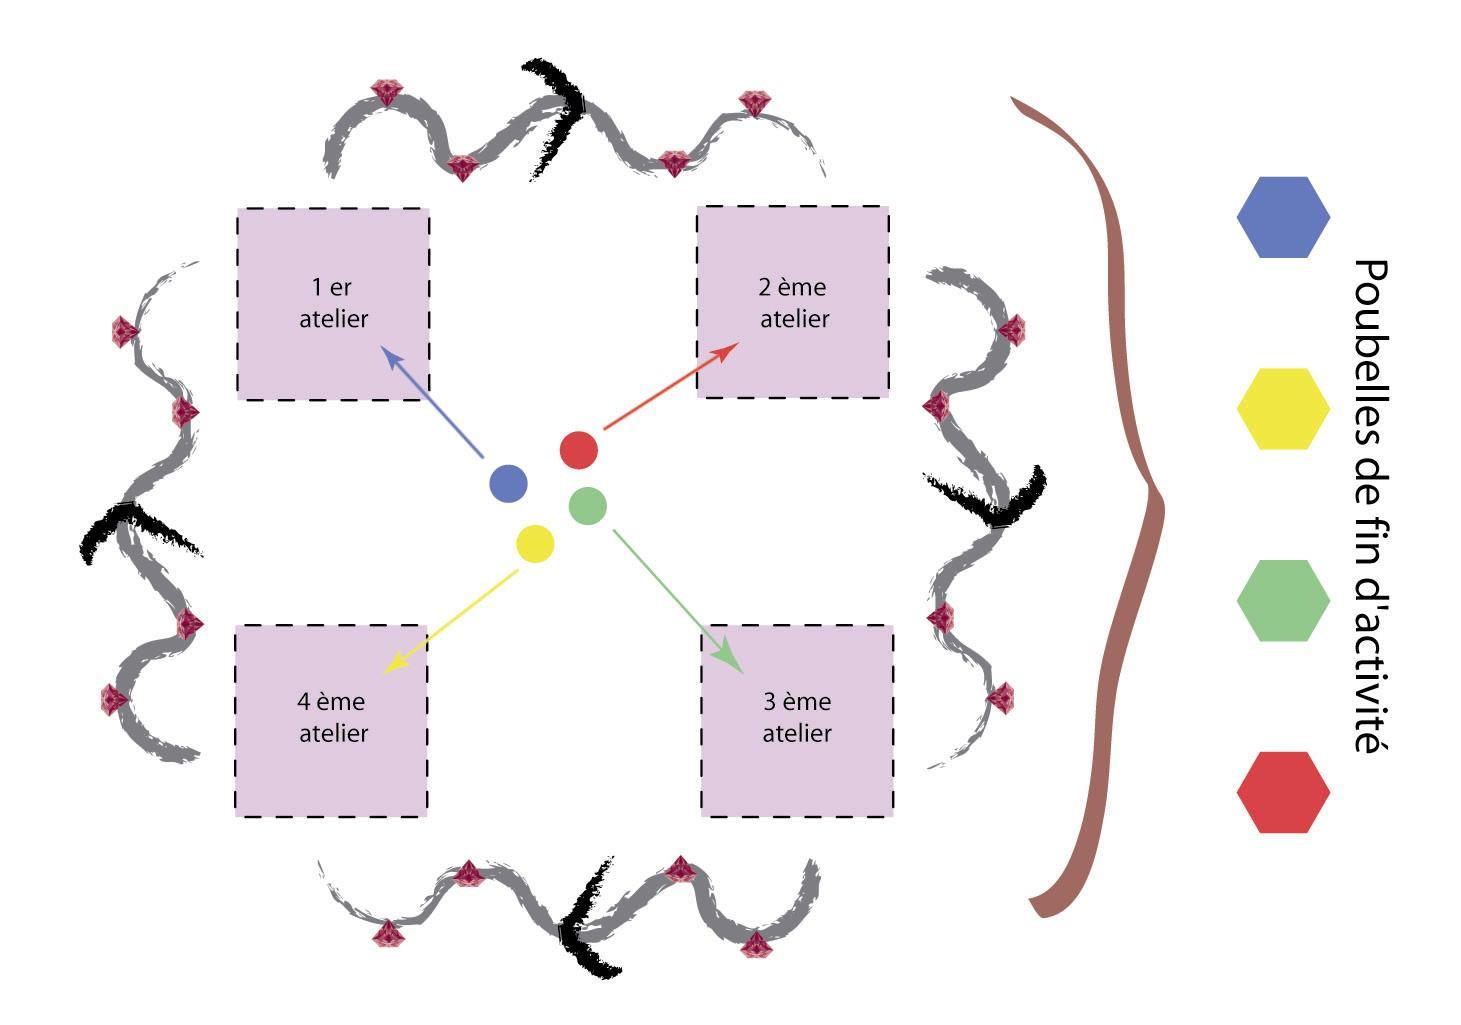 1 er
atelier
2 ème
atelier
4 ème
atelier
3 ème
atelier
Poubelles de fin d'activité